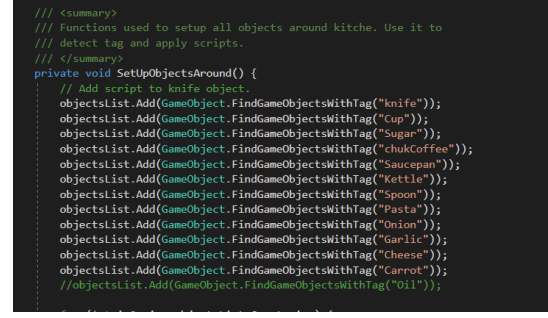 /// <summary>
/// Functions used to setup all objects around kitche. Use it to
/// detect tag and apply scripts.
/// </summary>
private void SetUpObjectsAround() {
// Add script to knife object.
objectsList.Add(GameObject.FindGameObjectsWithTag("knife"));
objectsList.Add(GameObject.FindGameObjectsWithTag("Cup"));
objectsList.Add(GameObject.FindGameObjectsWithTag("Sugar"));
objectsList.Add(GameObject.FindGameObjectsWithTag("chukCoffee"));
objectsList.Add(GameObject.FindGameObjectsWithTag("Saucepan"));
objectsList.Add(GameObject.FindGameObjectsWithTag("Kettle"));
objectsList.Add(GameObject.FindGameObjectsWithTag("Spoon"));
objectsList.Add(GameObject.FindGameObjectsWithTag("Pasta"));
objectsList.Add(GameObject.FindGameObjectsWithTag("Onion"));
objectsList.Add(GameObject.FindGameObjectsWithTag("Garlic"));
objectsList.Add(GameObject.FindGameObjectsWithTag("Cheese"));
objectsList.Add(GameObject.FindGameObjectsWithTag("Carrot"));
//objectsList.Add(GameObject.FindGameObjectsWithTag("Oil"));